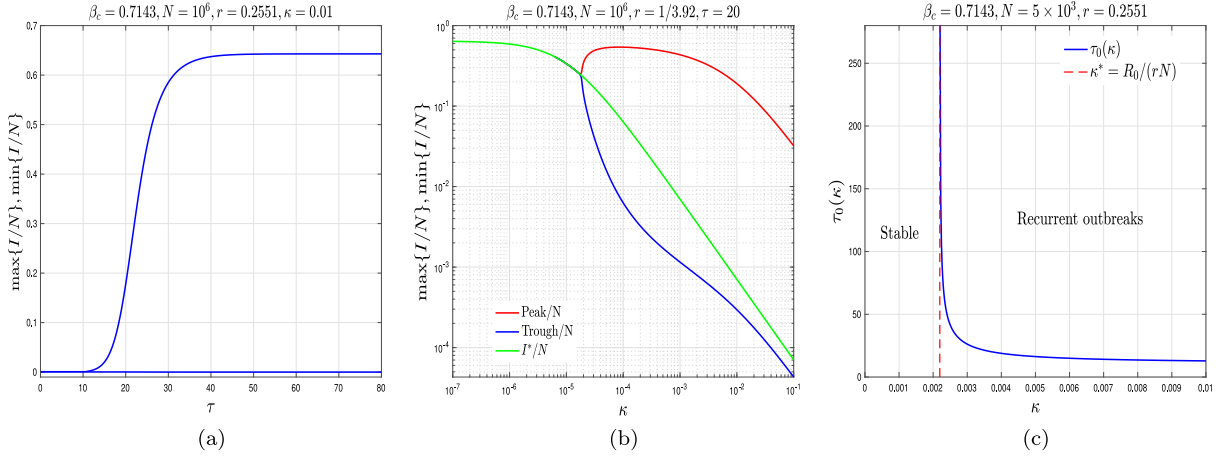 β_c = 0.7143, N = 10^6, r = 0.2551, κ = 0.01
max{I/N}, min{I/N}
0.7
0.6
0.5
0.4
0.3
0.2
0.1
0
0 10 20 30 40 50 60 70 80
τ
(a)
β_c = 0.7143, N = 10^6, r = 1/3.92, τ = 20
max{I/N}, min{I/N}
10^0
10^-1
10^-2
10^-3
10^-4
Peak/N
Trough/N
I*/N
10^-7 10^-6 10^-5 10^-4 10^-3 10^-2 10^-1
κ
(b)
β_c = 0.7143, N = 5 × 10^3, r = 0.2551
τ_0(κ)
250
200
150
100
50
0
τ_0(κ)
κ* = R_0/(rN)
Stable
Recurrent outbreaks
0 0.001 0.002 0.003 0.004 0.005 0.006 0.007 0.008 0.009 0.01
κ
(c)